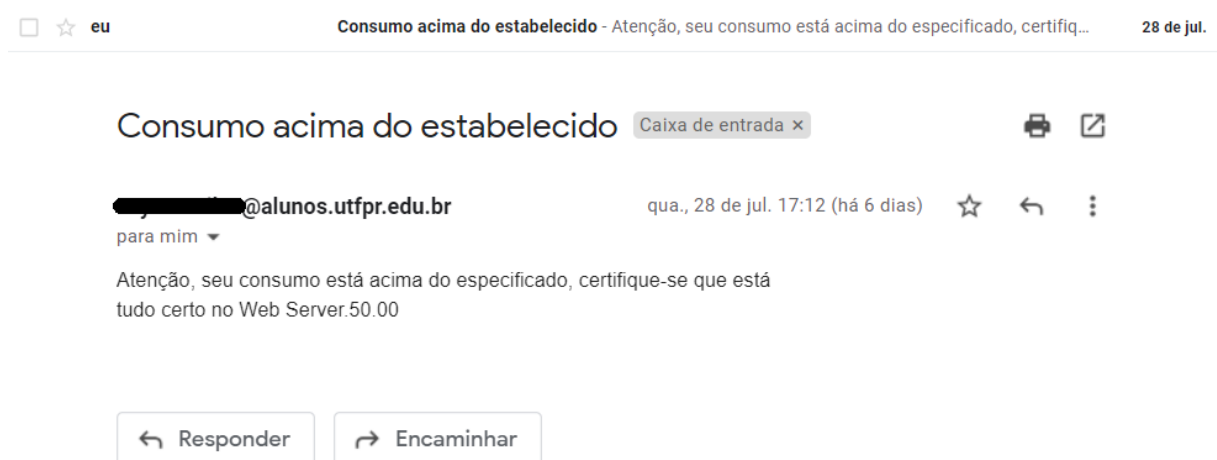 eu Consumo acima do estabelecido - Atenção, seu consumo está acima do especificado, certifiq... 28 de jul.
Consumo acima do estabelecido Caixa de entrada ×
@alunos.utfpr.edu.br qua., 28 de jul. 17:12 (há 6 dias)
para mim
Atenção, seu consumo está acima do especificado, certifique-se que está
tudo certo no Web Server.50.00
Responder Encaminhar